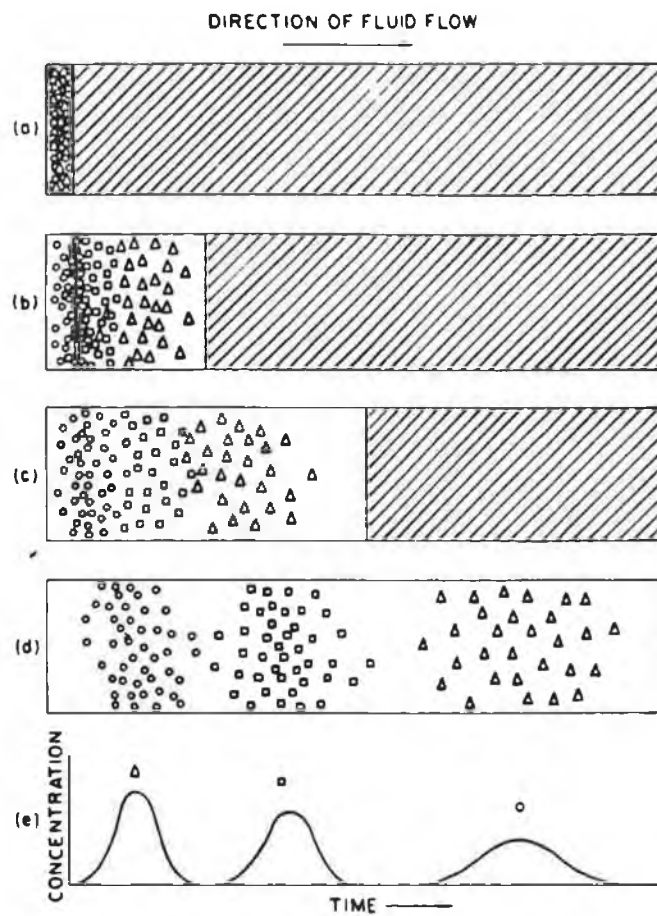 DIRECTION OF FLUID FLOW
(a)
(b)
(c)
(d)
(e)
CONCENTRATION
TIME